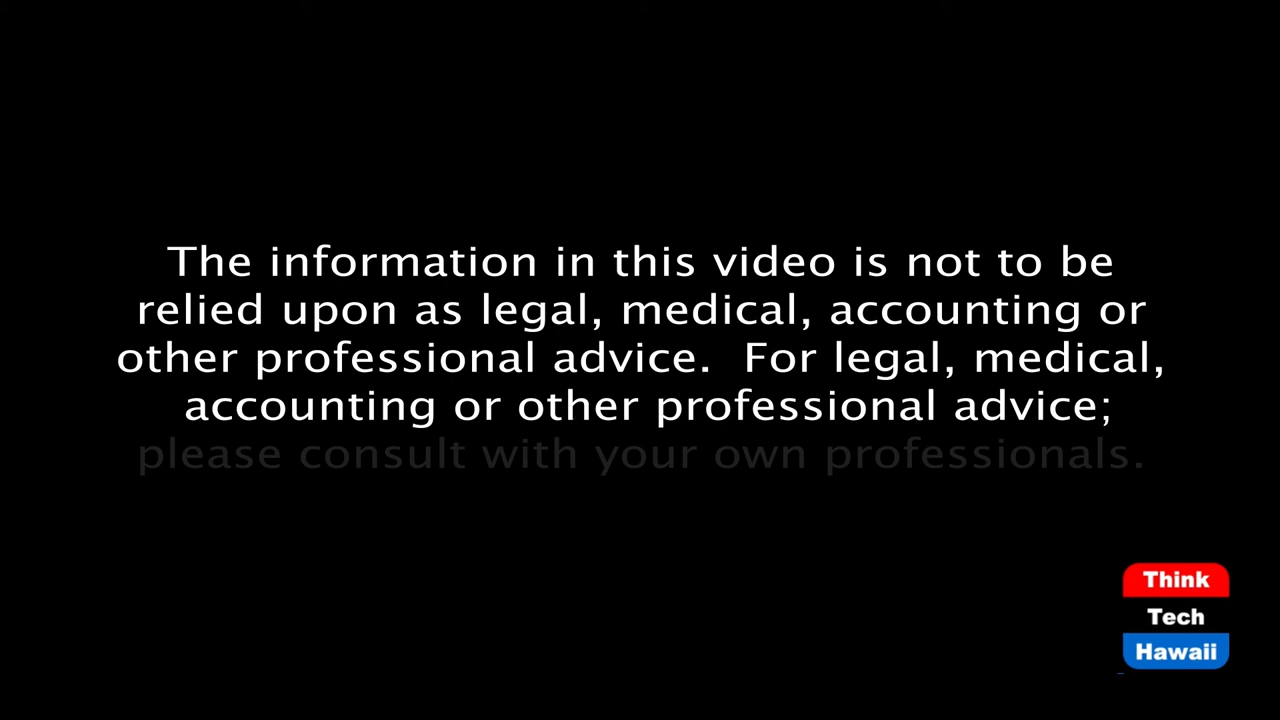 The information in this video is not to be
relied upon as legal, medical, accounting or
other professional advice.  For legal, medical,
accounting or other professional advice;
please consult with your own professionals.
Think
Tech
Hawaii